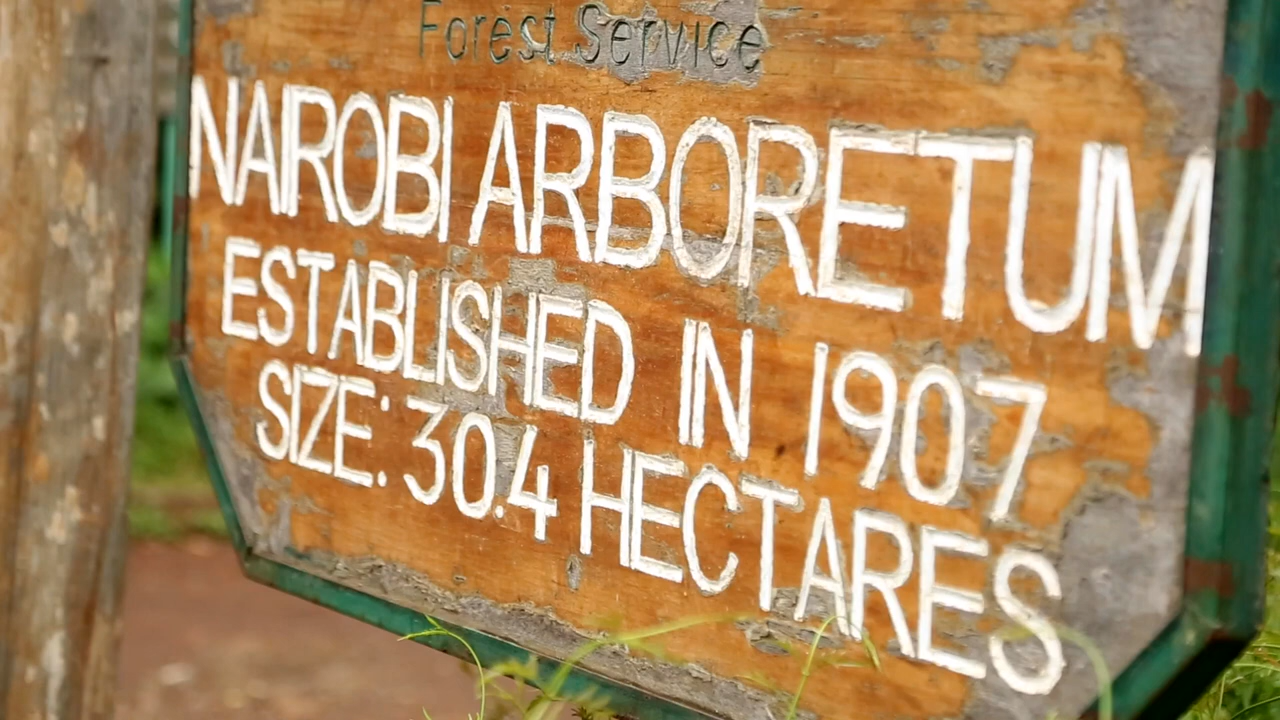 Forest Service
NAIROBI ARBORETUM
ESTABLISHED IN 1907
SIZE: 30.4 HECTARES